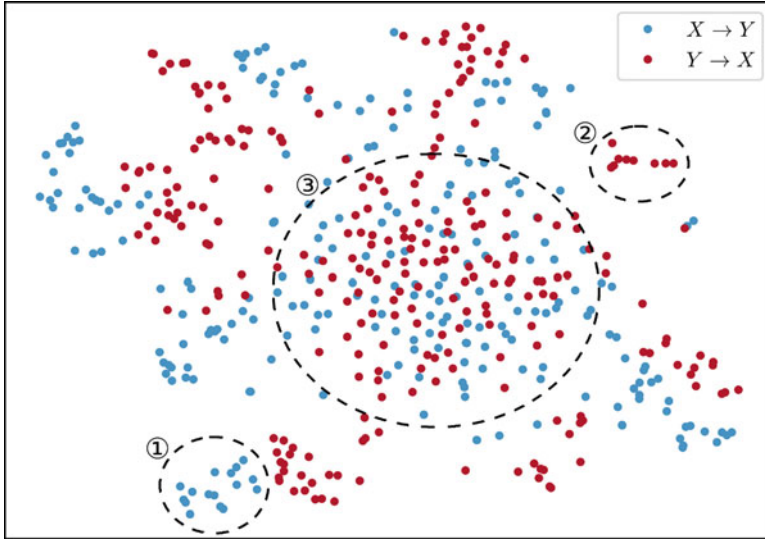 X → Y
Y → X
②
③
①